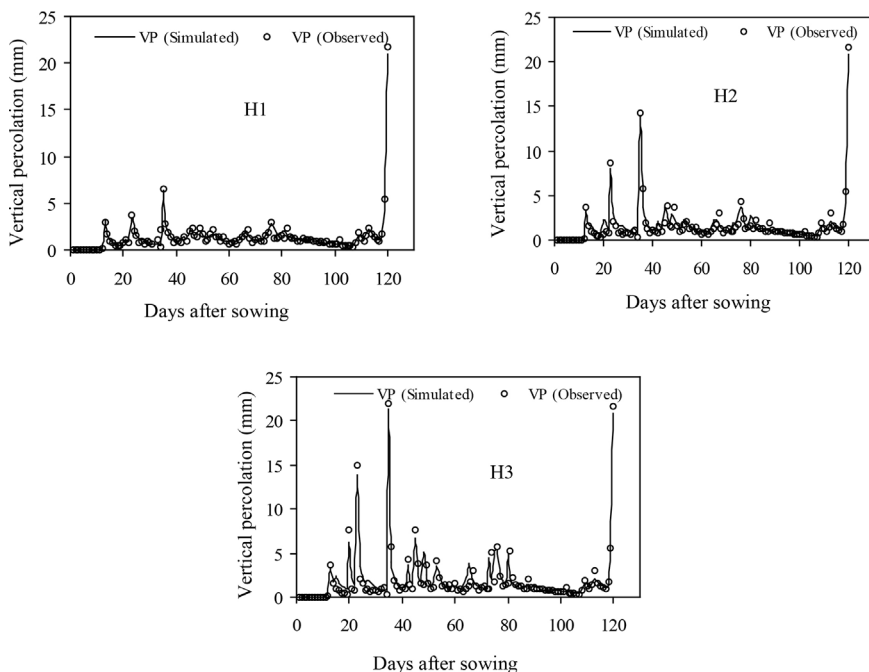 VP (Simulated) VP (Observed)
H1
Vertical percolation (mm)
25
20
15
10
5
0
0 20 40 60 80 100 120
Days after sowing
VP (Simulated) VP (Observed)
H2
Vertical percolation (mm)
25
20
15
10
5
0
0 20 40 60 80 100 120
Days after sowing
VP (Simulated) VP (Observed)
H3
Vertical percolation (mm)
25
20
15
10
5
0
0 20 40 60 80 100 120
Days after sowing